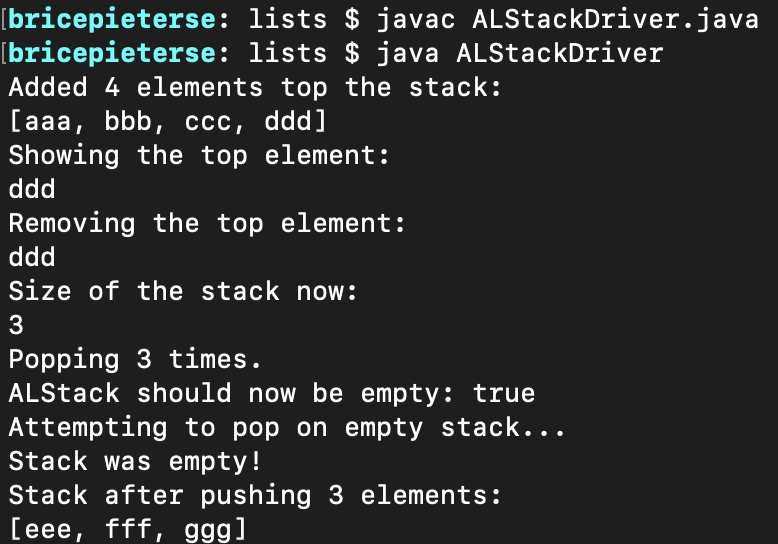 [bricepieterse: lists $ javac ALStackDriver.java
[bricepieterse: lists $ java ALStackDriver
Added 4 elements top the stack:
[aaa, bbb, ccc, ddd]
Showing the top element:
ddd
Removing the top element:
ddd
Size of the stack now:
3
Popping 3 times.
ALStack should now be empty: true
Attempting to pop on empty stack...
Stack was empty!
Stack after pushing 3 elements:
[eee, fff, ggg]